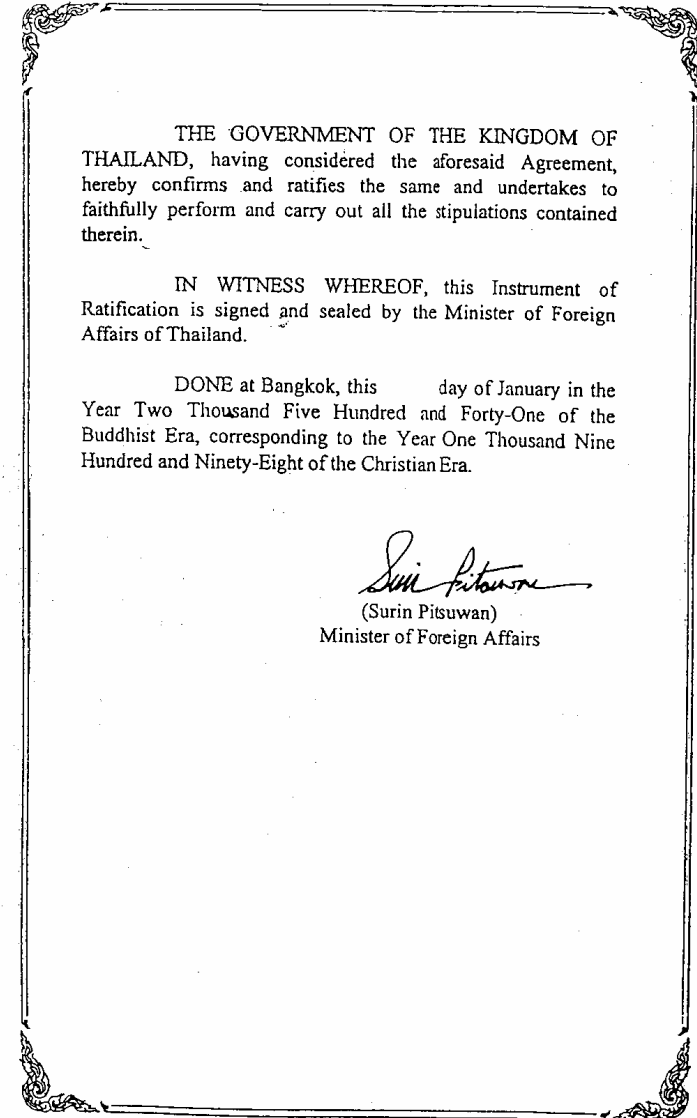 THE GOVERNMENT OF THE KINGDOM OF
THAILAND, having considered the aforesaid Agreement,
hereby confirms and ratifies the same and undertakes to
faithfully perform and carry out all the stipulations contained
therein.
IN WITNESS WHEREOF, this Instrument of
Ratification is signed and sealed by the Minister of Foreign
Affairs of Thailand.
DONE at Bangkok, this day of January in the
Year Two Thousand Five Hundred and Forty-One of the
Buddhist Era, corresponding to the Year One Thousand Nine
Hundred and Ninety-Eight of the Christian Era.
Surin Pitsuwan
(Surin Pitsuwan)
Minister of Foreign Affairs